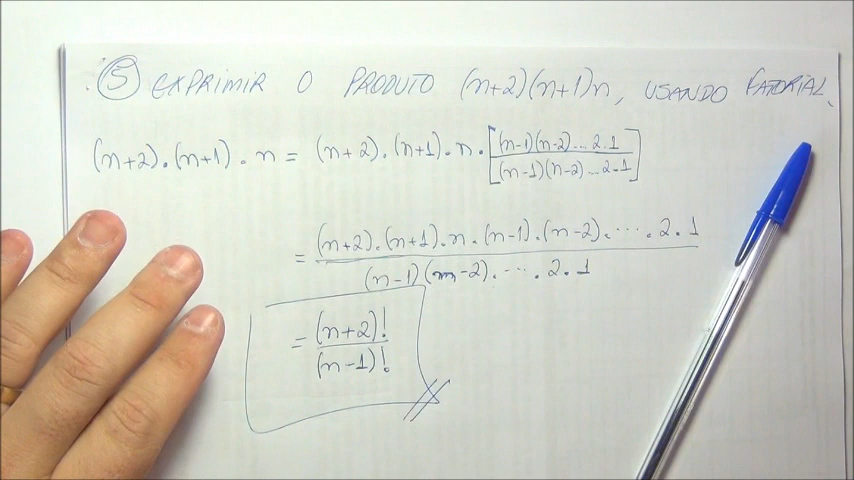 5 EXPRIMIR O PRODUTO (n+2)(n+1)n, USANDO FATORIAL.
(n+2).(n+1).n = (n+2).(n+1).n.[(n-1)(n-2)...2.1/(n-1)(n-2)...2.1]
= (n+2).(n+1).n.(n-1).(n-2). .... .2.1/(n-1)(n-2). .... .2.1
= (n+2)!/(n-1)!